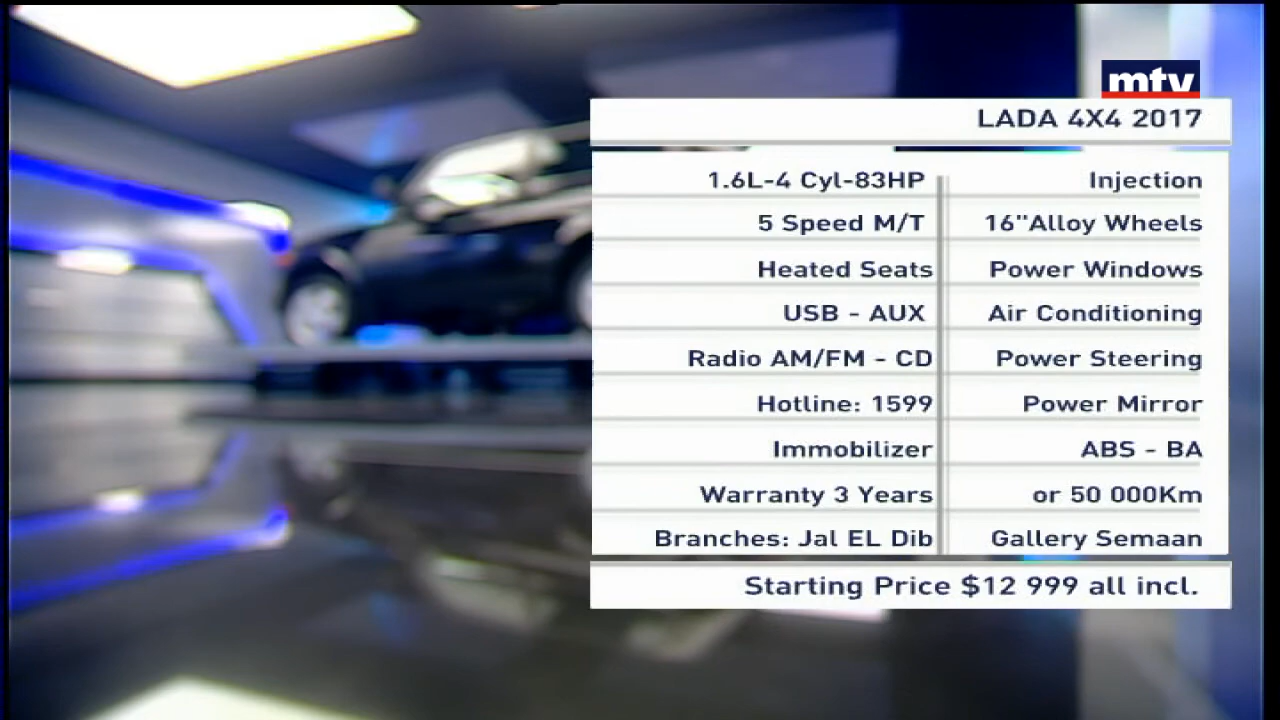 mtv
LADA 4X4 2017
1.6L-4 Cyl-83HP Injection
5 Speed M/T 16"Alloy Wheels
Heated Seats Power Windows
USB - AUX Air Conditioning
Radio AM/FM - CD Power Steering
Hotline: 1599 Power Mirror
Immobilizer ABS - BA
Warranty 3 Years or 50 000Km
Branches: Jal EL Dib Gallery Semaan
Starting Price $12 999 all incl.